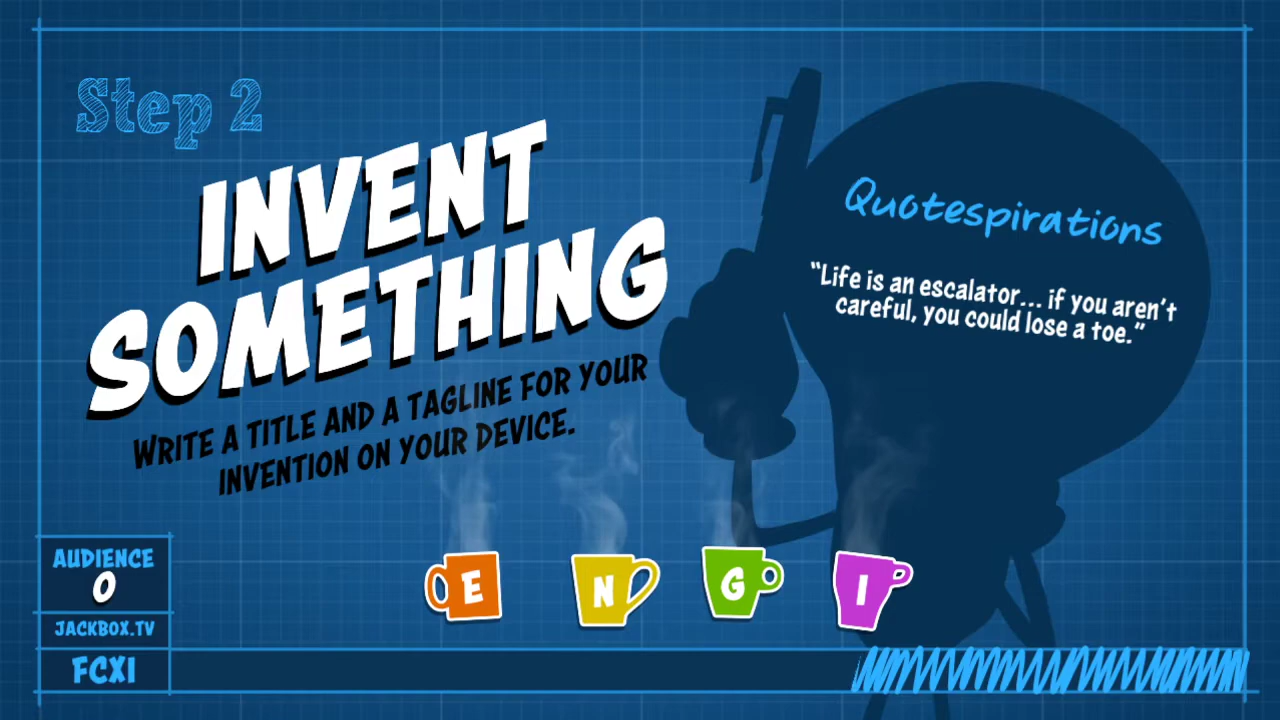 Step 2
INVENT
SOMETHING
WRITE A TITLE AND A TAGLINE FOR YOUR
INVENTION ON YOUR DEVICE.
Quotespirations
“Life is an escalator... if you aren’t
careful, you could lose a toe.”
E N G I
AUDIENCE
0
JACKBOX.TV
FCXI